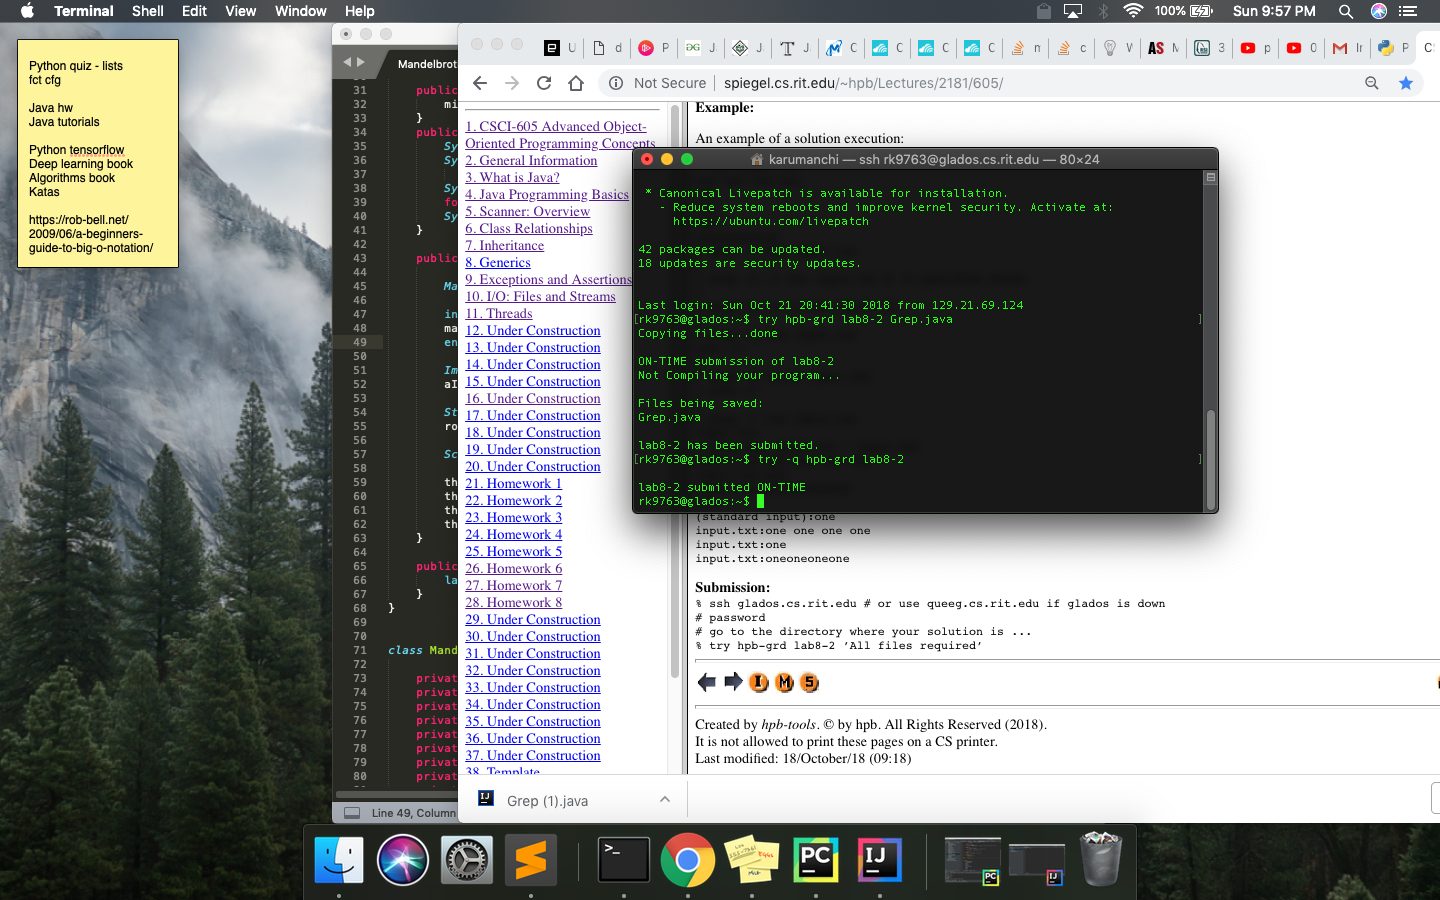 Terminal Shell Edit View Window Help
100% Sun 9:57 PM
Python quiz - lists
fct cfg
Java hw
Java tutorials
Python tensorflow
Deep learning book
Algorithms book
Katas
https://rob-bell.net/
2009/06/a-beginners-
guide-to-big-o-notation/
Mandelbrot
31 public
32 mi
33 }
34 public
35 Sy
36 Sy
37
38 Sy
39 fo
40 Sy
41 }
42
43 public
44
45 Ma
46
47 in
48 ma
49 en
50
51 Im
52 aI
53
54 St
55 ro
56
57 Sc
58
59 th
60 th
61 th
62 th
63 }
64
65 public
66 la
67 }
68 }
69
70
71 class Mand
72
73 privat
74 privat
75 privat
76 privat
77 privat
78 privat
79 privat
80 privat
Line 49, Column
U d P J J J C C C C m c V M 3 p 0 Ir P C
Not Secure spiegel.cs.rit.edu/~hpb/Lectures/2181/605/
1. CSCI-605 Advanced Object-
Oriented Programming Concepts
2. General Information
3. What is Java?
4. Java Programming Basics
5. Scanner: Overview
6. Class Relationships
7. Inheritance
8. Generics
9. Exceptions and Assertions
10. I/O: Files and Streams
11. Threads
12. Under Construction
13. Under Construction
14. Under Construction
15. Under Construction
16. Under Construction
17. Under Construction
18. Under Construction
19. Under Construction
20. Under Construction
21. Homework 1
22. Homework 2
23. Homework 3
24. Homework 4
25. Homework 5
26. Homework 6
27. Homework 7
28. Homework 8
29. Under Construction
30. Under Construction
31. Under Construction
32. Under Construction
33. Under Construction
34. Under Construction
35. Under Construction
36. Under Construction
37. Under Construction
38. Template
Example:
An example of a solution execution:
karumanchi — ssh rk9763@glados.cs.rit.edu — 80×24
* Canonical Livepatch is available for installation.
- Reduce system reboots and improve kernel security. Activate at:
https://ubuntu.com/livepatch
42 packages can be updated.
18 updates are security updates.
Last login: Sun Oct 21 20:41:30 2018 from 129.21.69.124
[rk9763@glados:~$ try hpb-grd lab8-2 Grep.java ]
Copying files...done
ON-TIME submission of lab8-2
Not Compiling your program...
Files being saved:
Grep.java
lab8-2 has been submitted.
[rk9763@glados:~$ try -q hpb-grd lab8-2 ]
lab8-2 submitted ON-TIME
rk9763@glados:~$
(standard input):one
input.txt:one one one one
input.txt:one
input.txt:oneoneoneone
Submission:
% ssh glados.cs.rit.edu # or use queeg.cs.rit.edu if glados is down
# password
# go to the directory where your solution is ...
% try hpb-grd lab8-2 ’All files required’
I M S
Created by hpb-tools. © by hpb. All Rights Reserved (2018).
It is not allowed to print these pages on a CS printer.
Last modified: 18/October/18 (09:18)
IJ Grep (1).java
>_
PC
IJ
PC
IJ